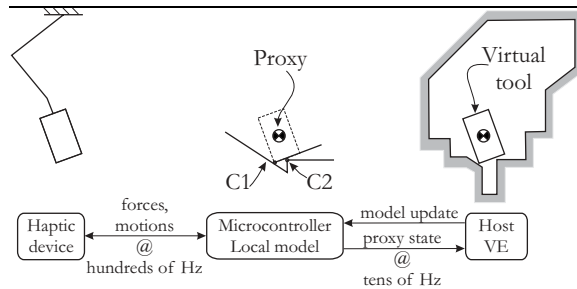 Proxy
Virtual
tool
C1
C2
Haptic
device
forces,
motions
@
hundreds of Hz
Microcontroller
Local model
model update
proxy state
@
tens of Hz
Host
VE